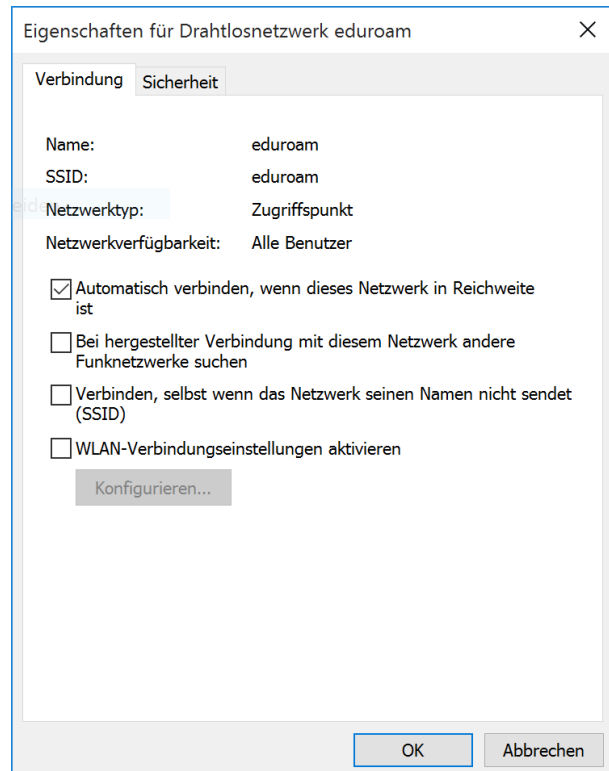 Eigenschaften für Drahtlosnetzwerk eduroam
Verbindung Sicherheit
Name: eduroam
SSID: eduroam
Netzwerktyp: Zugriffspunkt
Netzwerkverfügbarkeit: Alle Benutzer
Automatisch verbinden, wenn dieses Netzwerk in Reichweite
ist
Bei hergestellter Verbindung mit diesem Netzwerk andere
Funknetzwerke suchen
Verbinden, selbst wenn das Netzwerk seinen Namen nicht sendet
(SSID)
WLAN-Verbindungseinstellungen aktivieren
Konfigurieren...
OK Abbrechen